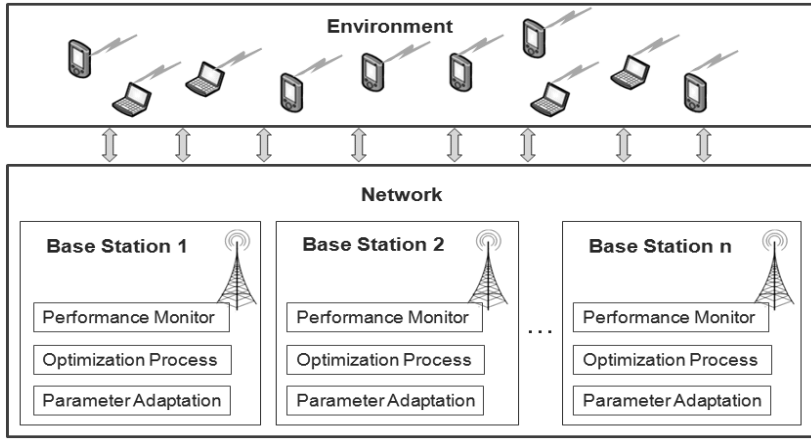 Environment
Network
Base Station 1
Performance Monitor
Optimization Process
Parameter Adaptation
Base Station 2
Performance Monitor
Optimization Process
Parameter Adaptation
...
Base Station n
Performance Monitor
Optimization Process
Parameter Adaptation